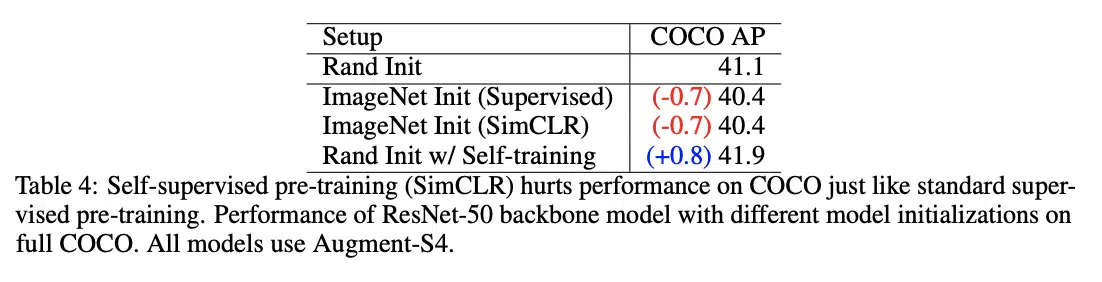 Setup COCO AP
Rand Init 41.1
ImageNet Init (Supervised) (-0.7) 40.4
ImageNet Init (SimCLR) (-0.7) 40.4
Rand Init w/ Self-training (+0.8) 41.9
Table 4: Self-supervised pre-training (SimCLR) hurts performance on COCO just like standard super-
vised pre-training. Performance of ResNet-50 backbone model with different model initializations on
full COCO. All models use Augment-S4.